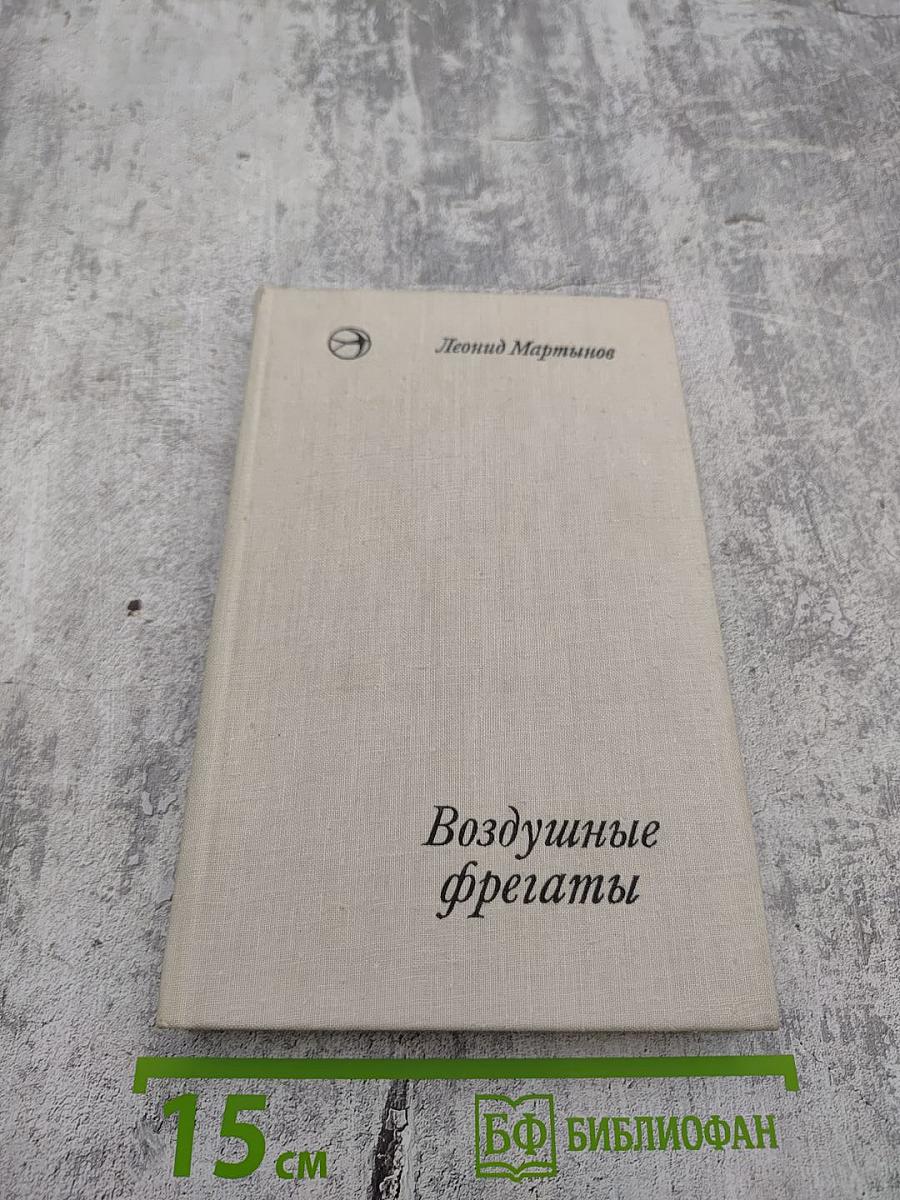 Леонид Мартынов
Воздушные
фрегаты
15 см
БФ БИБЛИОФАН